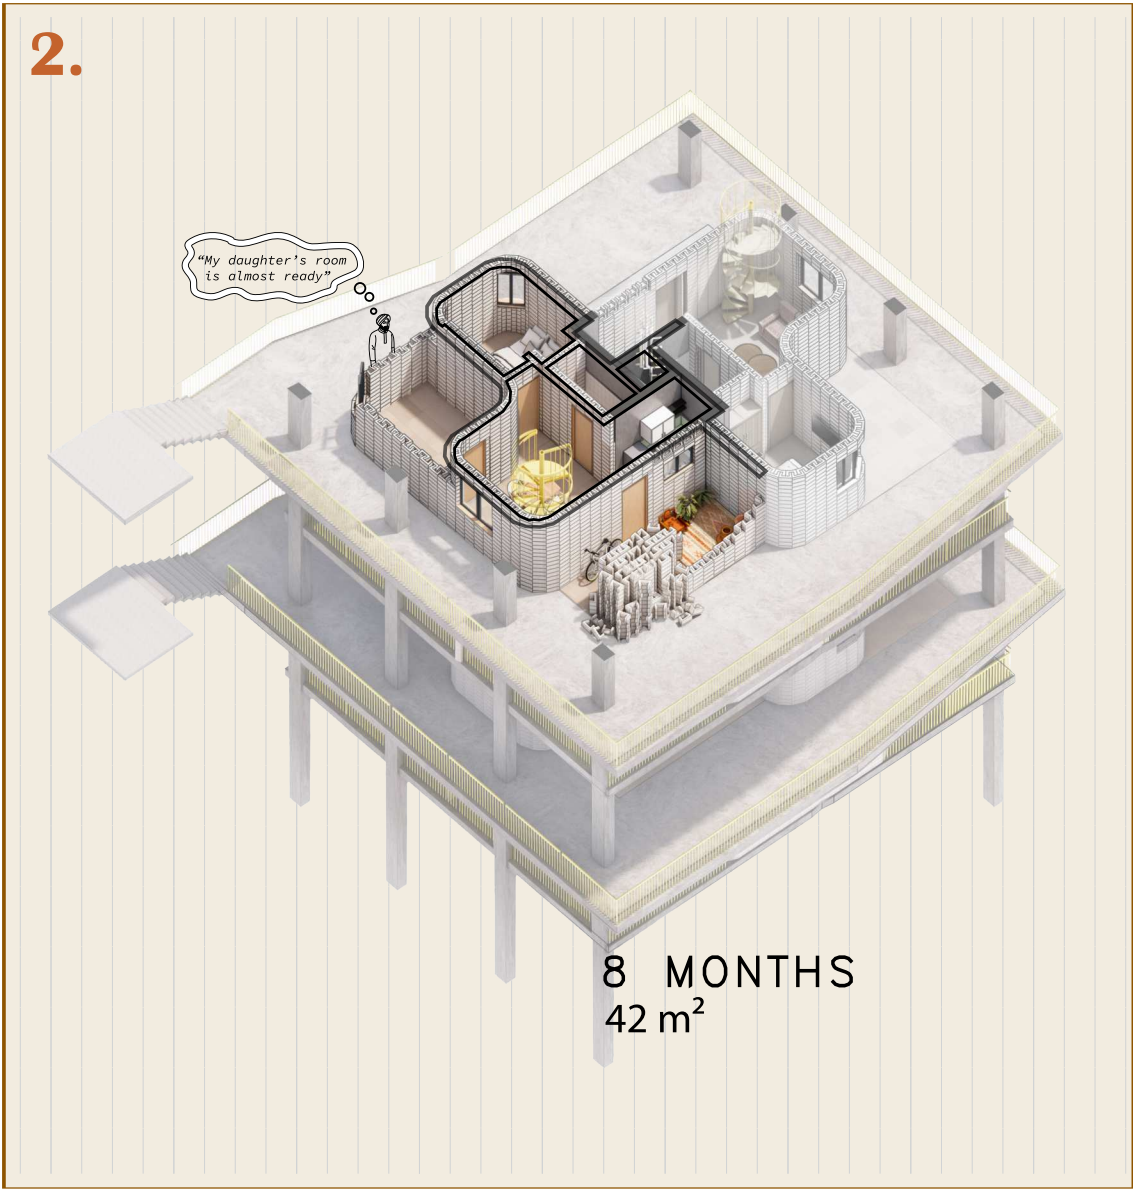 2.
“My daughter’s room
is almost ready”
8 MONTHS
42 m²